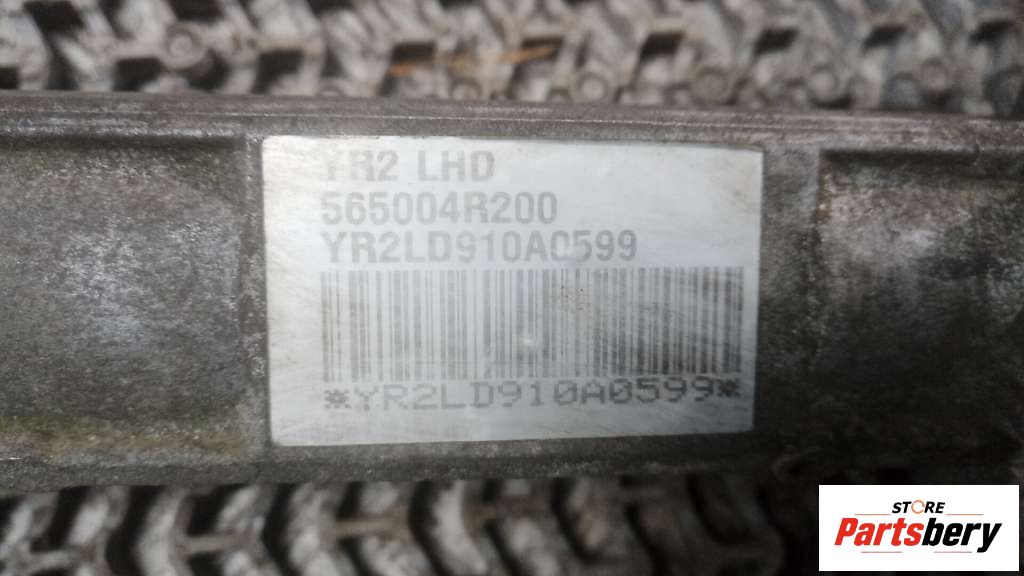 YR2 LHD
565004R200
YR2LD910A0599
*YR2LD910A0599*
STORE
Partsbery